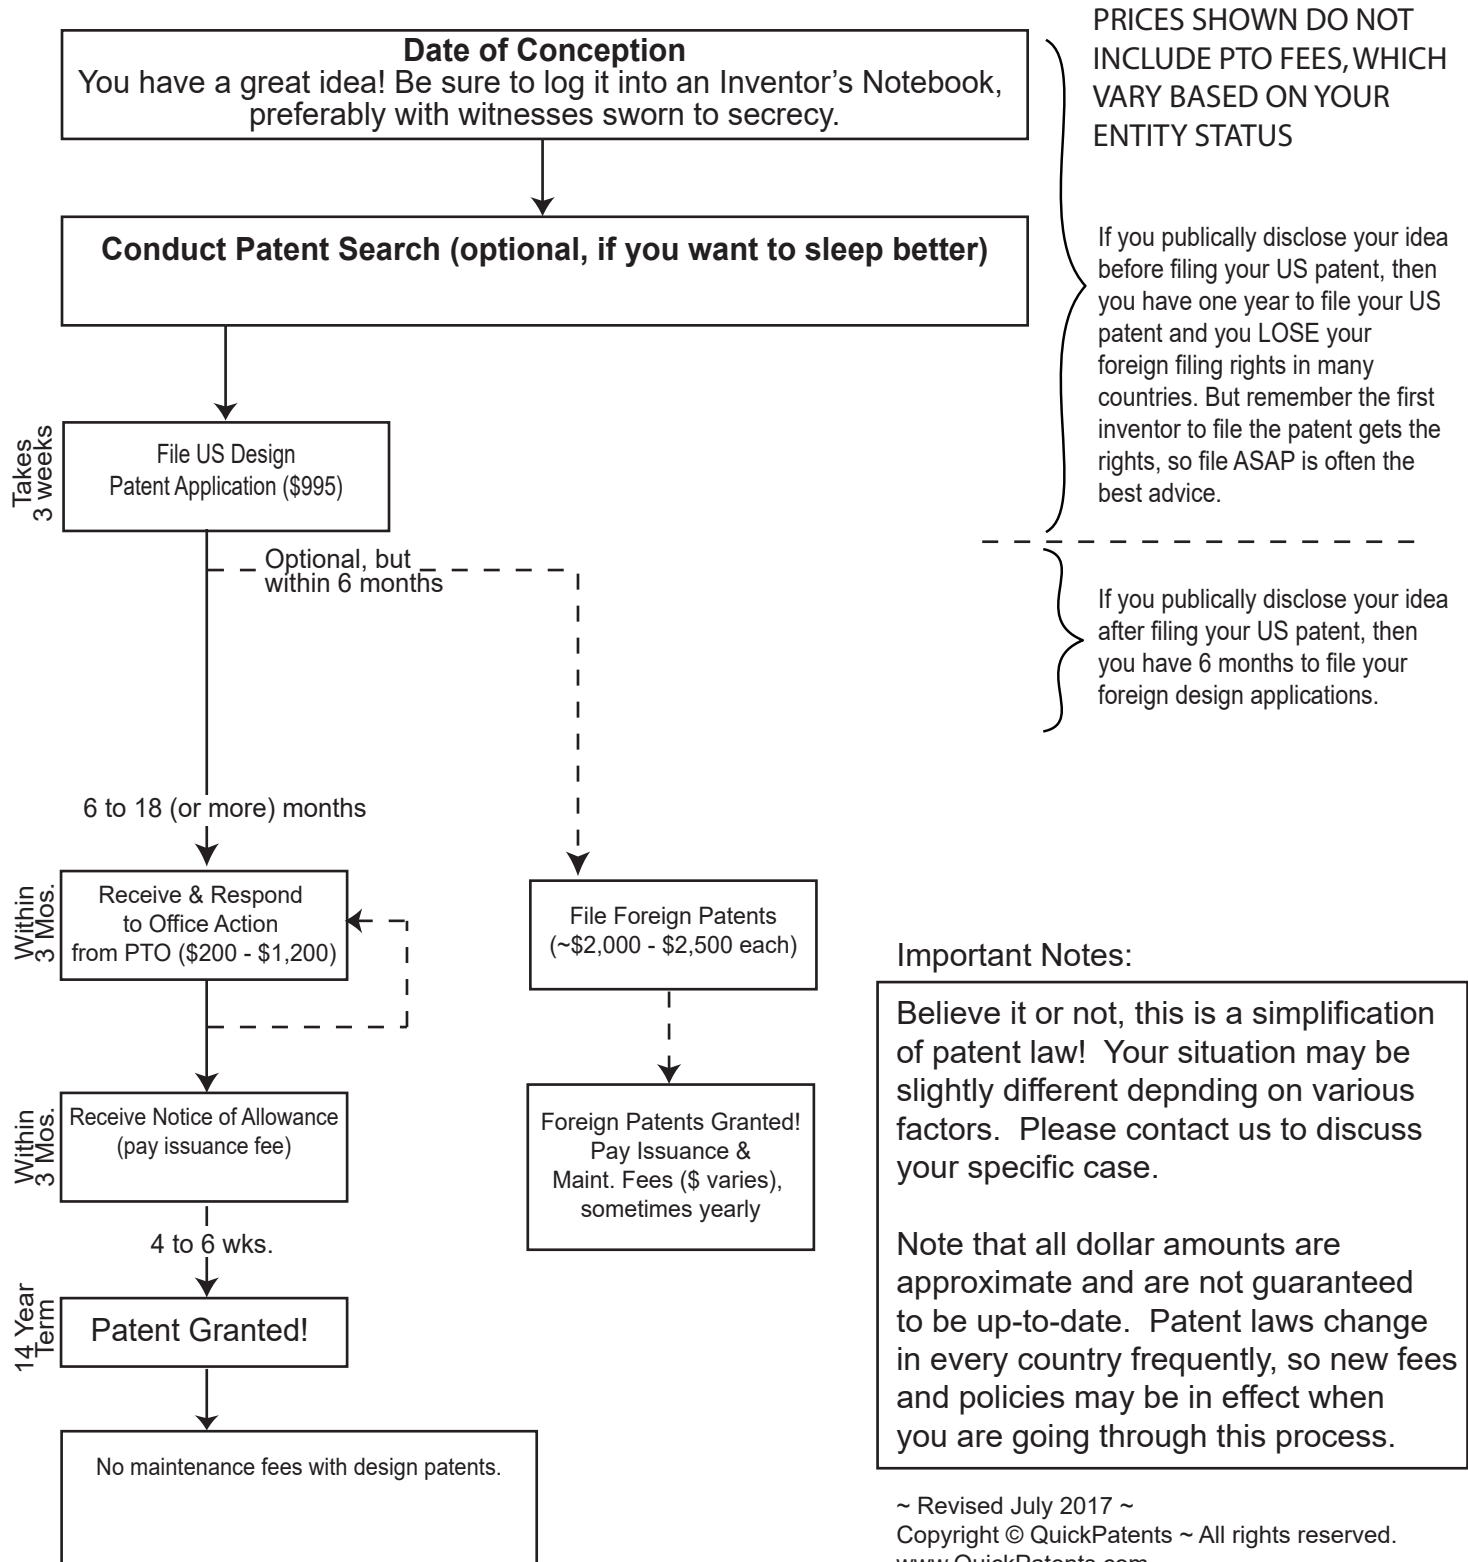 PRICES SHOWN DO NOT
INCLUDE PTO FEES, WHICH
VARY BASED ON YOUR
ENTITY STATUS
Date of Conception
You have a great idea! Be sure to log it into an Inventor's Notebook,
preferably with witnesses sworn to secrecy.
Conduct Patent Search (optional, if you want to sleep better)
If you publically disclose your idea
before filing your US patent, then
you have one year to file your US
patent and you LOSE your
foreign filing rights in many
countries. But remember the first
inventor to file the patent gets the
rights, so file ASAP is often the
best advice.
Takes
3 weeks
File US Design
Patent Application ($995)
Optional, but
within 6 months
If you publically disclose your idea
after filing your US patent, then
you have 6 months to file your
foreign design applications.
6 to 18 (or more) months
Within
3 Mos.
Receive & Respond
to Office Action
from PTO ($200 - $1,200)
File Foreign Patents
(~$2,000 - $2,500 each)
Within
3 Mos.
Receive Notice of Allowance
(pay issuance fee)
Foreign Patents Granted!
Pay Issuance &
Maint. Fees ($ varies),
sometimes yearly
4 to 6 wks.
14 Year
Term
Patent Granted!
No maintenance fees with design patents.
Important Notes:
Believe it or not, this is a simplification
of patent law!  Your situation may be
slightly different depnding on various
factors.  Please contact us to discuss
your specific case.
Note that all dollar amounts are
approximate and are not guaranteed
to be up-to-date.  Patent laws change
in every country frequently, so new fees
and policies may be in effect when
you are going through this process.
~ Revised July 2017 ~
Copyright © QuickPatents ~ All rights reserved.
www.QuickPatents.com